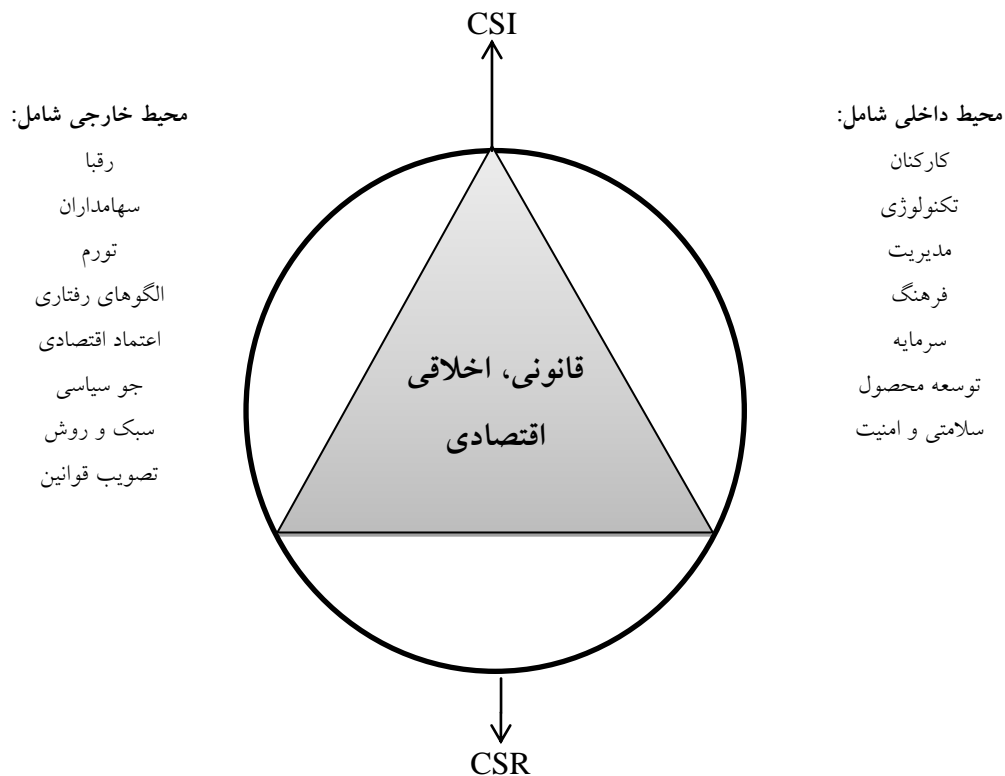 CSI
محیط داخلی شامل:
کارکنان
تکنولوژی
مدیریت
فرهنگ
سرمایه
توسعه محصول
سلامتی و امنیت
محیط خارجی شامل:
رقبا
سهامداران
تورم
الگوهای رفتاری
اعتماد اقتصادی
جو سیاسی
سبک و روش
تصویب قوانین
قانونی، اخلاقی
اقتصادی
CSR